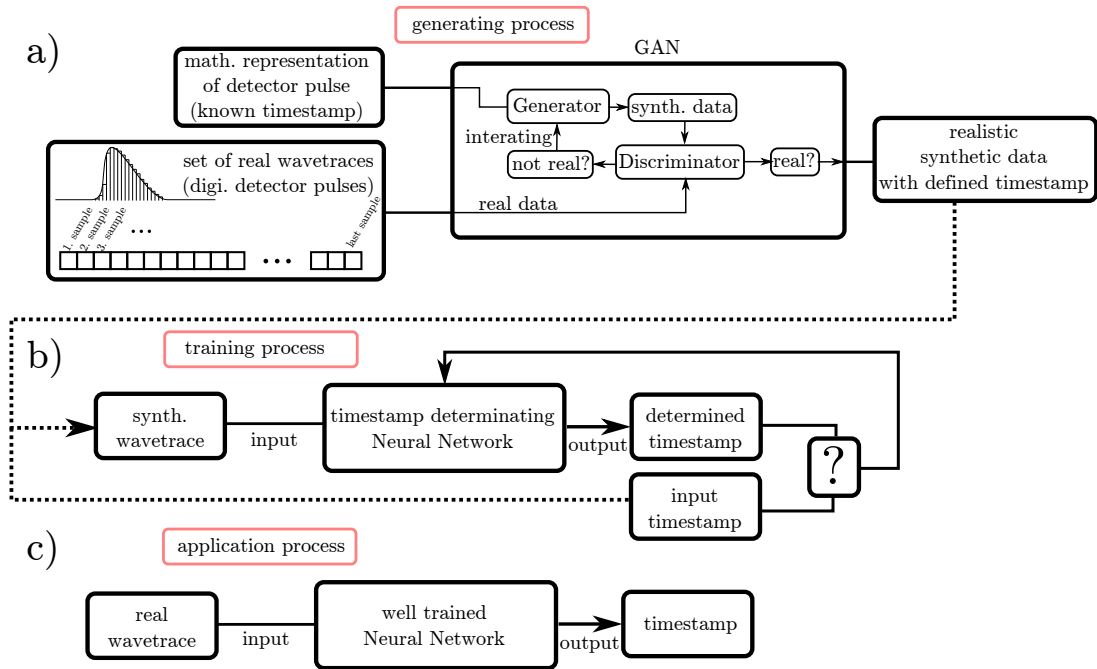 generating process
a)
GAN
math. representation
of detector pulse
(known timestamp)
Generator
synth. data
interating
not real?
Discriminator
real?
real data
realistic
synthetic data
with defined timestamp
set of real wavetraces
(digi. detector pulses)
1. sample
2. sample
3. sample
...
last sample
...
b)
training process
synth.
wavetrace
input
timestamp determinating
Neural Network
output
determined
timestamp
?
input
timestamp
c)
application process
real
wavetrace
input
well trained
Neural Network
output
timestamp